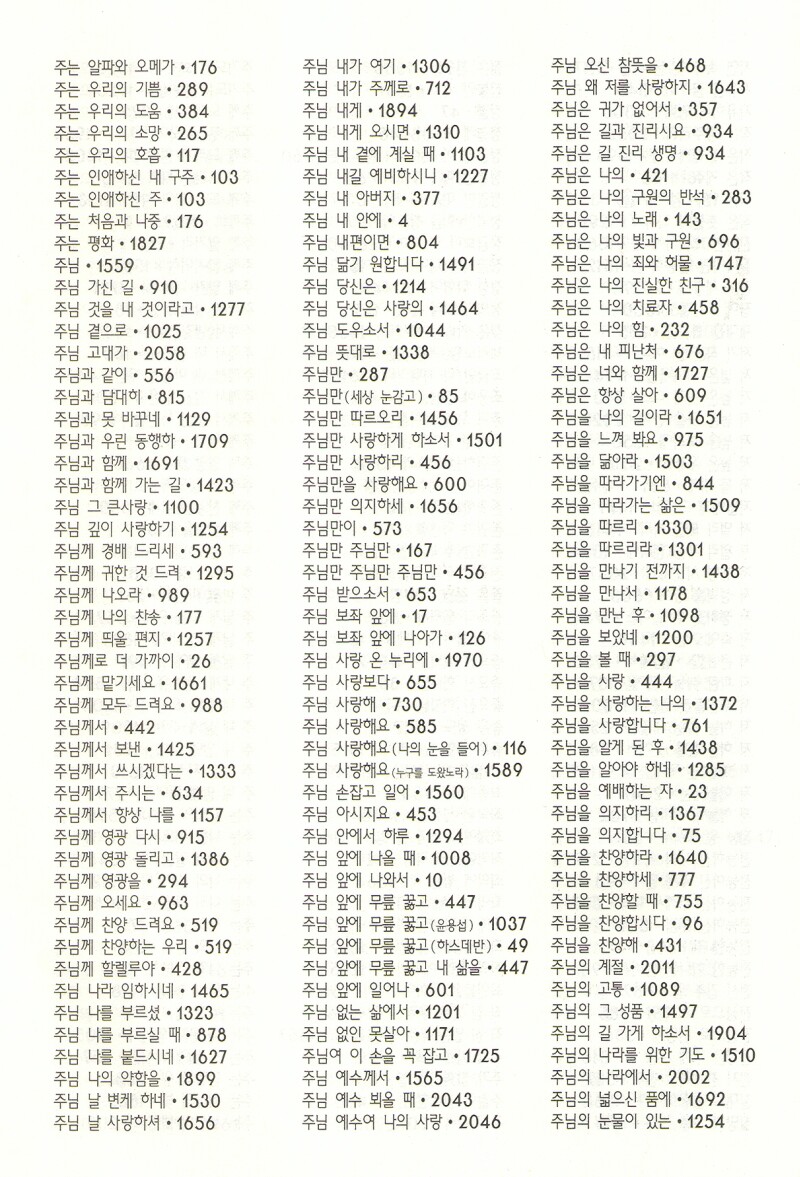 주는 알파와 오메가 • 176
주는 우리의 기쁨 • 289
주는 우리의 도움 • 384
주는 우리의 소망 • 265
주는 우리의 호흡 • 117
주는 인애하신 내 구주 • 103
주는 인애하신 주 • 103
주는 처음과 나중 • 176
주는 평화 • 1827
주님 • 1559
주님 가신 길 • 910
주님 것을 내 것이라고 • 1277
주님 곁으로 • 1025
주님 고대가 • 2058
주님과 같이 • 556
주님과 담대히 • 815
주님과 못 바꾸네 • 1129
주님과 우린 동행하 • 1709
주님과 함께 • 1691
주님과 함께 가는 길 • 1423
주님 그 큰사랑 • 1100
주님 깊이 사랑하기 • 1254
주님께 경배 드리세 • 593
주님께 귀한 것 드려 • 1295
주님께 나오라 • 989
주님께 나의 찬송 • 177
주님께 띄울 편지 • 1257
주님께로 더 가까이 • 26
주님께 맡기세요 • 1661
주님께 모두 드려요 • 988
주님께서 • 442
주님께서 보낸 • 1425
주님께서 쓰시겠다는 • 1333
주님께서 주시는 • 634
주님께서 항상 나를 • 1157
주님께 영광 다시 • 915
주님께 영광 돌리고 • 1386
주님께 영광을 • 294
주님께 오세요 • 963
주님께 찬양 드려요 • 519
주님께 찬양하는 우리 • 519
주님께 할렐루야 • 428
주님 나라 임하시네 • 1465
주님 나를 부르셨 • 1323
주님 나를 부르실 때 • 878
주님 나를 붙드시네 • 1627
주님 나의 약함을 • 1899
주님 날 변케 하네 • 1530
주님 날 사랑하셔 • 1656
주님 내가 여기 • 1306
주님 내가 주께로 • 712
주님 내게 • 1894
주님 내게 오시면 • 1310
주님 내 곁에 계실 때 • 1103
주님 내길 예비하시니 • 1227
주님 내 아버지 • 377
주님 내 안에 • 4
주님 내편이면 • 804
주님 닮기 원합니다 • 1491
주님 당신은 • 1214
주님 당신은 사랑의 • 1464
주님 도우소서 • 1044
주님 뜻대로 • 1338
주님만 • 287
주님만(세상 눈감고) • 85
주님만 따르오리 • 1456
주님만 사랑하게 하소서 • 1501
주님만 사랑하리 • 456
주님만을 사랑해요 • 600
주님만 의지하세 • 1656
주님만이 • 573
주님만 주님만 • 167
주님만 주님만 주님만 • 456
주님 받으소서 • 653
주님 보좌 앞에 • 17
주님 보좌 앞에 나아가 • 126
주님 사랑 온 누리에 • 1970
주님 사랑보다 • 655
주님 사랑해 • 730
주님 사랑해요 • 585
주님 사랑해요(나의 눈을 들어) • 116
주님 사랑해요(누구를 도왔노라) • 1589
주님 손잡고 일어 • 1560
주님 아시지요 • 453
주님 안에서 하루 • 1294
주님 앞에 나올 때 • 1008
주님 앞에 나와서 • 10
주님 앞에 무릎 꿇고 • 447
주님 앞에 무릎 꿇고(윤용섭) • 1037
주님 앞에 무릎 꿇고(하스데반) • 49
주님 앞에 무릎 꿇고 내 삶을 • 447
주님 앞에 일어나 • 601
주님 없는 삶에서 • 1201
주님 없인 못살아 • 1171
주님여 이 손을 꼭 잡고 • 1725
주님 예수께서 • 1565
주님 예수 뵈올 때 • 2043
주님 예수여 나의 사랑 • 2046
주님 오신 참뜻을 • 468
주님 왜 저를 사랑하지 • 1643
주님은 귀가 없어서 • 357
주님은 길과 진리시요 • 934
주님은 길 진리 생명 • 934
주님은 나의 • 421
주님은 나의 구원의 반석 • 283
주님은 나의 노래 • 143
주님은 나의 빛과 구원 • 696
주님은 나의 죄와 허물 • 1747
주님은 나의 진실한 친구 • 316
주님은 나의 치료자 • 458
주님은 나의 힘 • 232
주님은 내 피난처 • 676
주님은 너와 함께 • 1727
주님은 항상 살아 • 609
주님을 나의 길이라 • 1651
주님을 느껴 봐요 • 975
주님을 닮아라 • 1503
주님을 따라가기엔 • 844
주님을 따라가는 삶은 • 1509
주님을 따르리 • 1330
주님을 따르리라 • 1301
주님을 만나기 전까지 • 1438
주님을 만나서 • 1178
주님을 만난 후 • 1098
주님을 보았네 • 1200
주님을 볼 때 • 297
주님을 사랑 • 444
주님을 사랑하는 나의 • 1372
주님을 사랑합니다 • 761
주님을 알게 된 후 • 1438
주님을 알아야 하네 • 1285
주님을 예배하는 자 • 23
주님을 의지하리 • 1367
주님을 의지합니다 • 75
주님을 찬양하라 • 1640
주님을 찬양하세 • 777
주님을 찬양할 때 • 755
주님을 찬양합시다 • 96
주님을 찬양해 • 431
주님의 계절 • 2011
주님의 고통 • 1089
주님의 그 성품 • 1497
주님의 길 가게 하소서 • 1904
주님의 나라를 위한 기도 • 1510
주님의 나라에서 • 2002
주님의 넓으신 품에 • 1692
주님의 눈물이 있는 • 1254